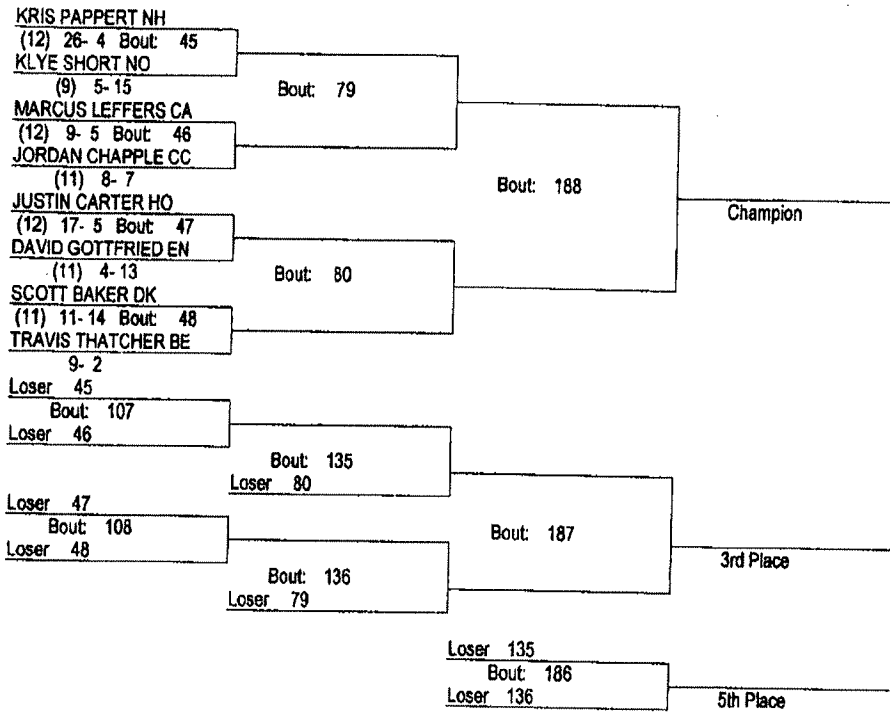 KRIS PAPPERT NH
(12) 26- 4 Bout: 45
KLYE SHORT NO
(9) 5- 15
Bout: 79
MARCUS LEFFERS CA
(12) 9- 5 Bout: 46
JORDAN CHAPPLE CC
(11) 8- 7
Bout: 188
JUSTIN CARTER HO
(12) 17- 5 Bout: 47
DAVID GOTTFRIED EN
(11) 4- 13
Champion
Bout: 80
SCOTT BAKER DK
(11) 11- 14 Bout: 48
TRAVIS THATCHER BE
9- 2
Loser 45
Bout: 107
Loser 46
Bout: 135
Loser 80
Loser 47
Bout: 108
Loser 48
Bout: 187
3rd Place
Bout: 136
Loser 79
Loser 135
Bout: 186
Loser 136
5th Place